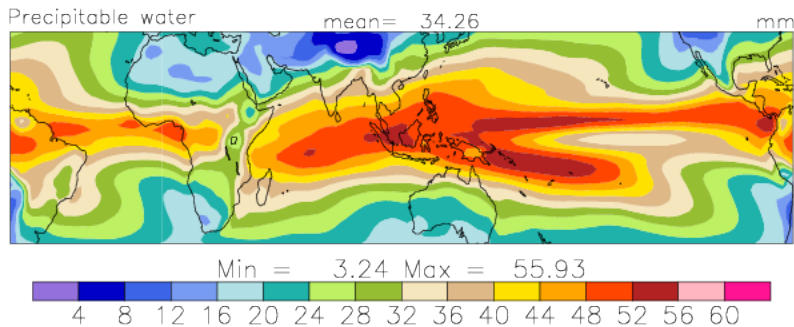 Precipitable water mean= 34.26 mm
Min = 3.24 Max = 55.93
4 8 12 16 20 24 28 32 36 40 44 48 52 56 60